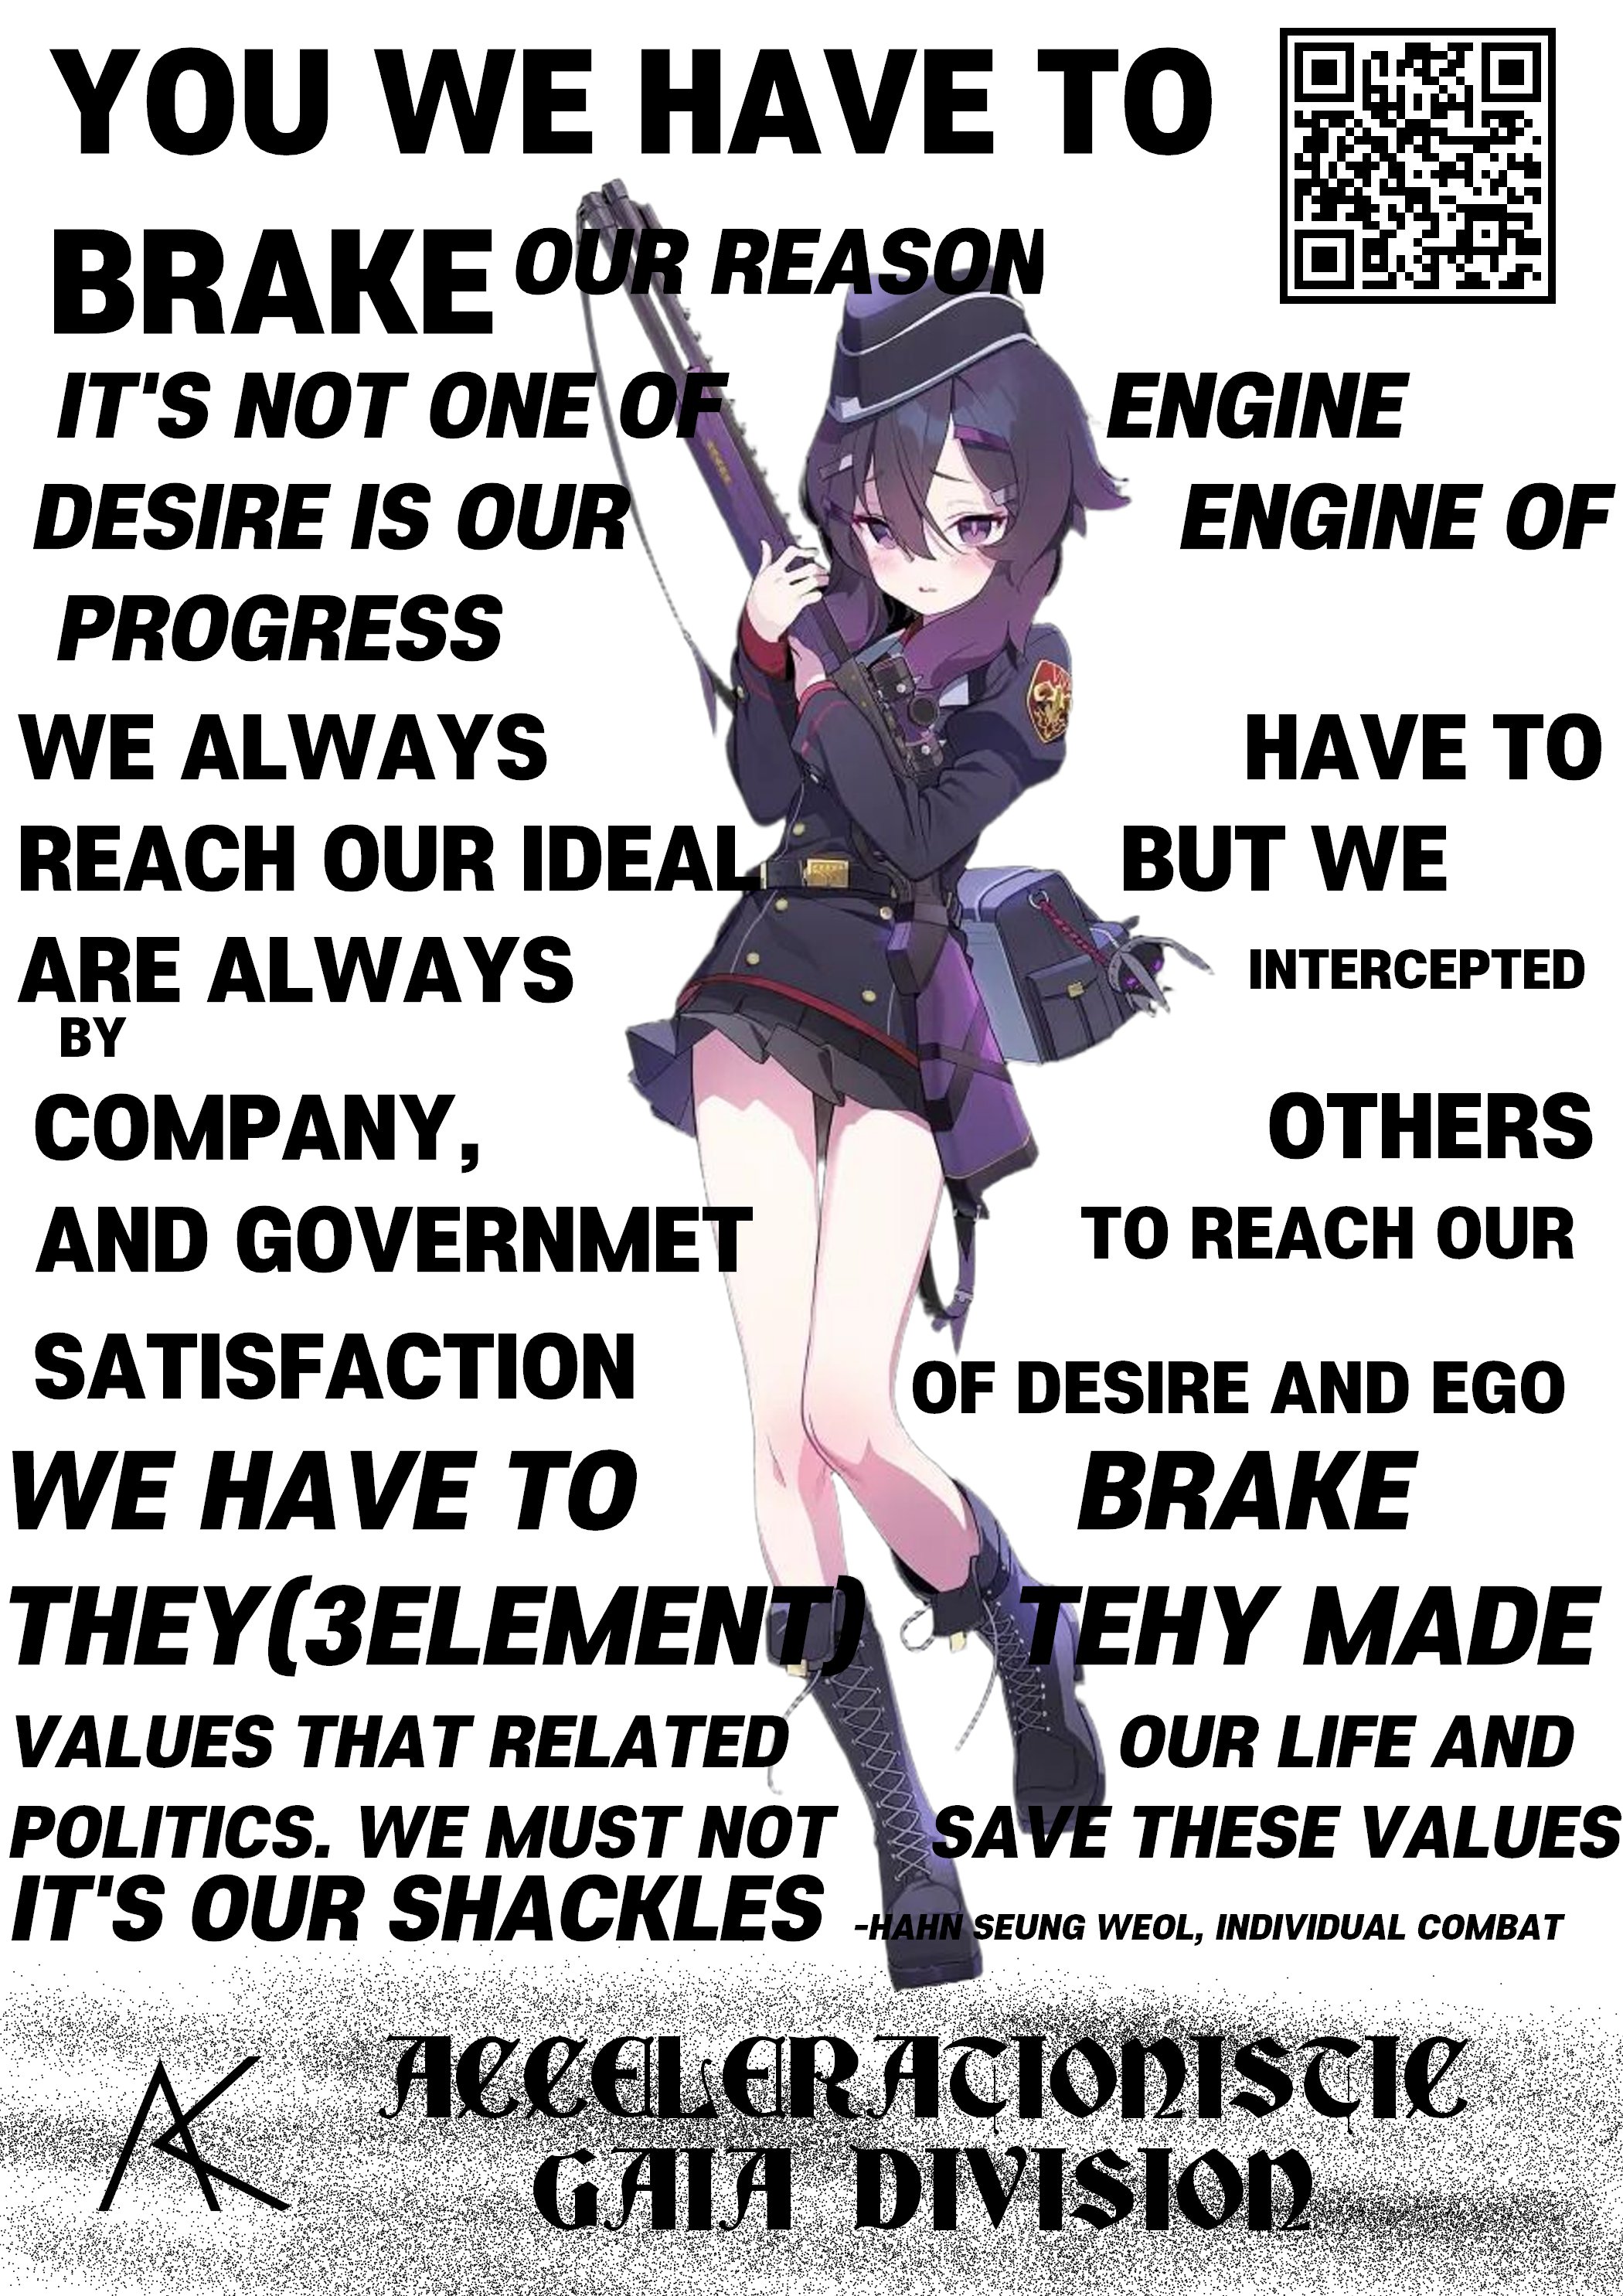 YOU WE HAVE TO
BRAKE OUR REASON
IT'S NOT ONE OF ENGINE
DESIRE IS OUR ENGINE OF
PROGRESS
WE ALWAYS HAVE TO
REACH OUR IDEAL BUT WE
ARE ALWAYS INTERCEPTED
BY
COMPANY, OTHERS
AND GOVERNMET TO REACH OUR
SATISFACTION OF DESIRE AND EGO
WE HAVE TO BRAKE
THEY(3ELEMENT) TEHY MADE
VALUES THAT RELATED OUR LIFE AND
POLITICS. WE MUST NOT SAVE THESE VALUES
IT'S OUR SHACKLES -HAHN SEUNG WEOL, INDIVIDUAL COMBAT
ACCELERATIONISTIC
GAIA DIVISION